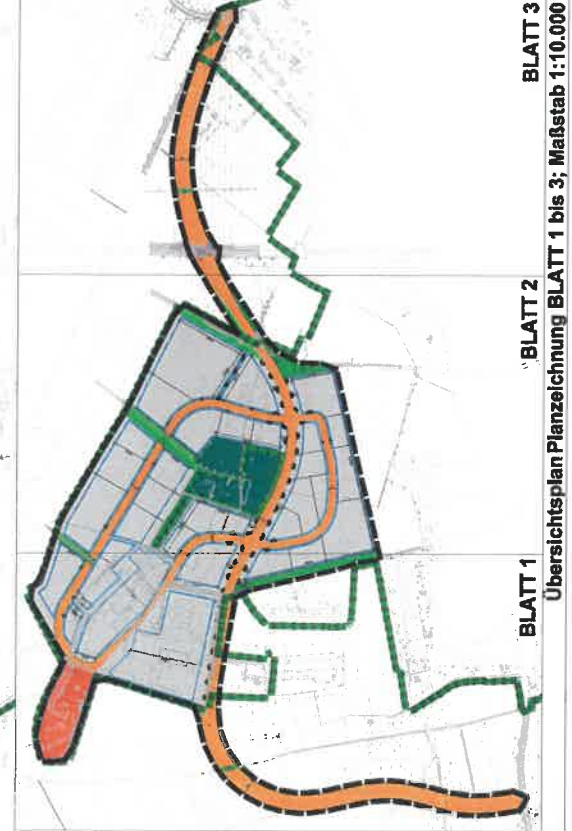 BLATT 1
BLATT 2
BLATT 3
Übersichtsplan Planzeichnung BLATT 1 bis 3; Maßstab 1:10.000